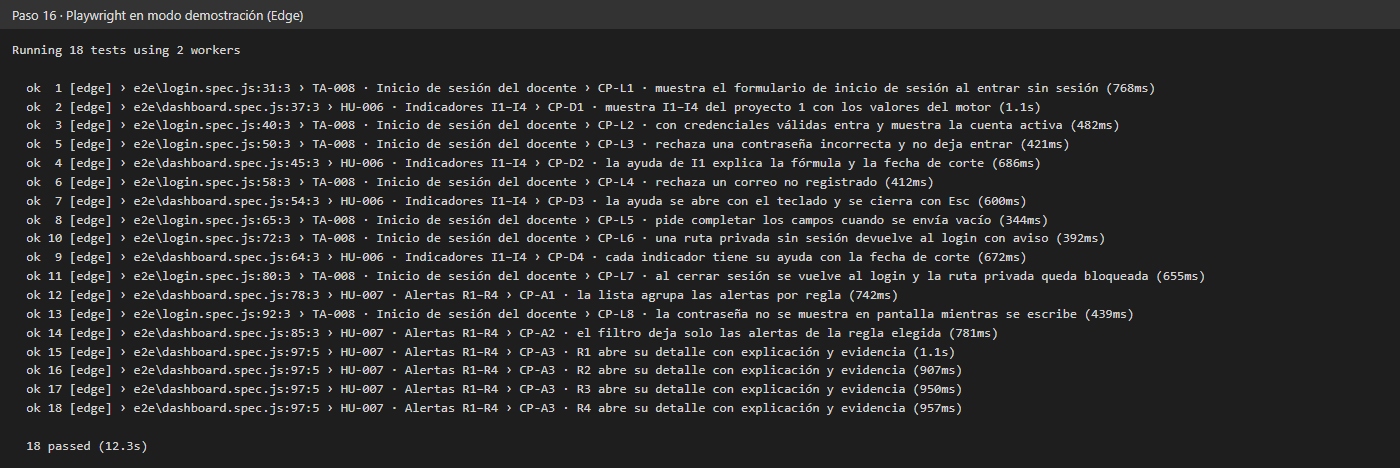 Paso 16 · Playwright en modo demostración (Edge)
Running 18 tests using 2 workers
ok  1 [edge] › e2e\login.spec.js:31:3 › TA-008 · Inicio de sesión del docente › CP-L1 · muestra el formulario de inicio de sesión al entrar sin sesión (768ms)
ok  2 [edge] › e2e\dashboard.spec.js:37:3 › HU-006 · Indicadores I1–I4 › CP-D1 · muestra I1–I4 del proyecto 1 con los valores del motor (1.1s)
ok  3 [edge] › e2e\login.spec.js:40:3 › TA-008 · Inicio de sesión del docente › CP-L2 · con credenciales válidas entra y muestra la cuenta activa (482ms)
ok  5 [edge] › e2e\login.spec.js:50:3 › TA-008 · Inicio de sesión del docente › CP-L3 · rechaza una contraseña incorrecta y no deja entrar (421ms)
ok  4 [edge] › e2e\dashboard.spec.js:45:3 › HU-006 · Indicadores I1–I4 › CP-D2 · la ayuda de I1 explica la fórmula y la fecha de corte (686ms)
ok  6 [edge] › e2e\login.spec.js:58:3 › TA-008 · Inicio de sesión del docente › CP-L4 · rechaza un correo no registrado (412ms)
ok  7 [edge] › e2e\dashboard.spec.js:54:3 › HU-006 · Indicadores I1–I4 › CP-D3 · la ayuda se abre con el teclado y se cierra con Esc (600ms)
ok  8 [edge] › e2e\login.spec.js:65:3 › TA-008 · Inicio de sesión del docente › CP-L5 · pide completar los campos cuando se envía vacío (344ms)
ok 10 [edge] › e2e\login.spec.js:72:3 › TA-008 · Inicio de sesión del docente › CP-L6 · una ruta privada sin sesión devuelve al login con aviso (392ms)
ok  9 [edge] › e2e\dashboard.spec.js:64:3 › HU-006 · Indicadores I1–I4 › CP-D4 · cada indicador tiene su ayuda con la fecha de corte (672ms)
ok 11 [edge] › e2e\login.spec.js:80:3 › TA-008 · Inicio de sesión del docente › CP-L7 · al cerrar sesión se vuelve al login y la ruta privada queda bloqueada (655ms)
ok 12 [edge] › e2e\dashboard.spec.js:78:3 › HU-007 · Alertas R1–R4 › CP-A1 · la lista agrupa las alertas por regla (742ms)
ok 13 [edge] › e2e\login.spec.js:92:3 › TA-008 · Inicio de sesión del docente › CP-L8 · la contraseña no se muestra en pantalla mientras se escribe (439ms)
ok 14 [edge] › e2e\dashboard.spec.js:85:3 › HU-007 · Alertas R1–R4 › CP-A2 · el filtro deja solo las alertas de la regla elegida (781ms)
ok 15 [edge] › e2e\dashboard.spec.js:97:5 › HU-007 · Alertas R1–R4 › CP-A3 · R1 abre su detalle con explicación y evidencia (1.1s)
ok 16 [edge] › e2e\dashboard.spec.js:97:5 › HU-007 · Alertas R1–R4 › CP-A3 · R2 abre su detalle con explicación y evidencia (907ms)
ok 17 [edge] › e2e\dashboard.spec.js:97:5 › HU-007 · Alertas R1–R4 › CP-A3 · R3 abre su detalle con explicación y evidencia (950ms)
ok 18 [edge] › e2e\dashboard.spec.js:97:5 › HU-007 · Alertas R1–R4 › CP-A3 · R4 abre su detalle con explicación y evidencia (957ms)
18 passed (12.3s)